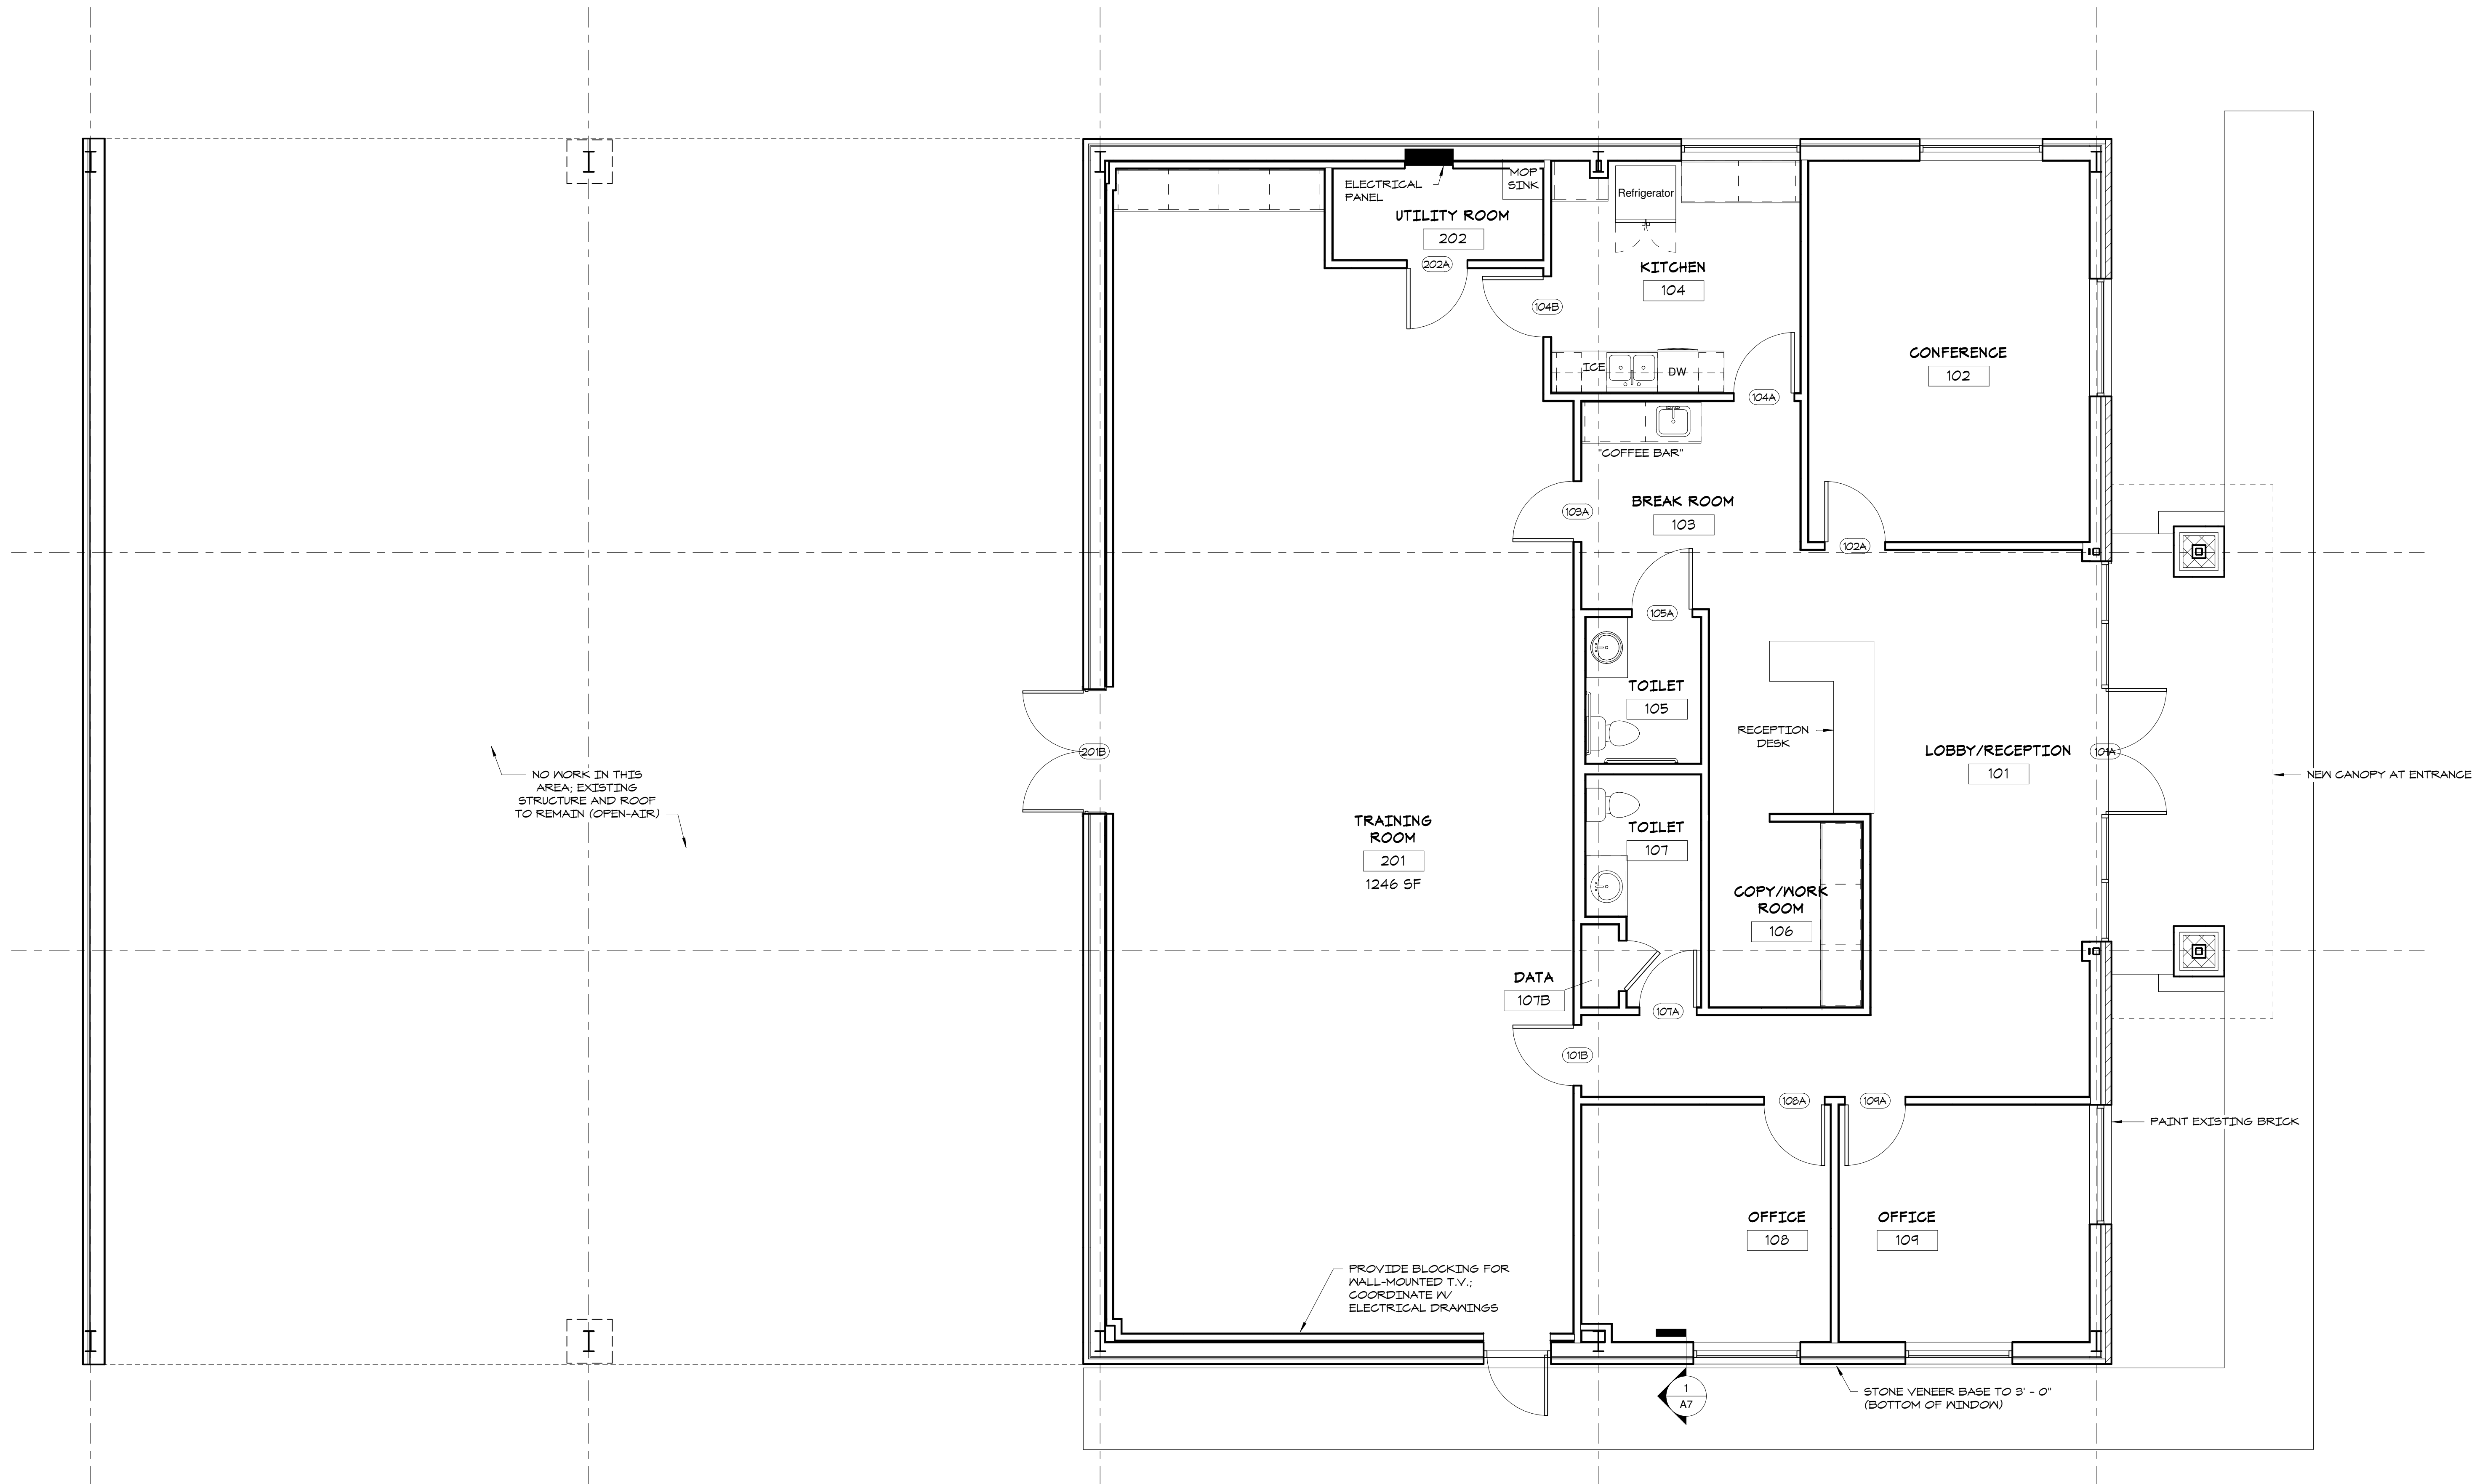 MOP
SINK
ELECTRICAL
PANEL
UTILITY ROOM
202
202A
Refrigerator
KITCHEN
104
104B
ICE
DW
104A
CONFERENCE
102
"COFFEE BAR"
BREAK ROOM
103
103A
102A
105A
TOILET
105
RECEPTION
DESK
LOBBY/RECEPTION
101
101A
201B
NO WORK IN THIS
AREA; EXISTING
STRUCTURE AND ROOF
TO REMAIN (OPEN-AIR)
NEW CANOPY AT ENTRANCE
TRAINING
ROOM
201
1246 SF
TOILET
107
COPY/WORK
ROOM
106
DATA
107B
107A
101B
108A
109A
PAINT EXISTING BRICK
OFFICE
108
OFFICE
109
PROVIDE BLOCKING FOR
WALL-MOUNTED T.V.;
COORDINATE W/
ELECTRICAL DRAWINGS
1
A7
STONE VENEER BASE TO 3' - 0"
(BOTTOM OF WINDOW)